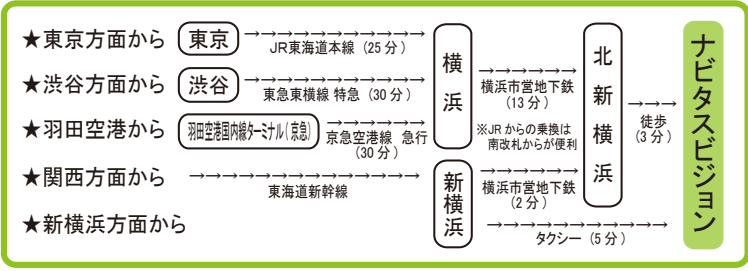 ★東京方面から 東京 →→→→→→→→→→→→ 横浜
JR東海道本線（25分）
★渋谷方面から 渋谷 →→→→→→→→→→→→
東急東横線 特急（30分）
★羽田空港から 羽田空港国内線ターミナル(京急) →→→→→→→
京急空港線 急行
（30分）
→→→→→→→ 北新横浜
横浜市営地下鉄
（13分）
※JRからの乗換は
南改札からが便利
→→→
徒歩
（3分）
ナビタスビジョン
★関西方面から →→→→→→→→→→→→→→→→ 新横浜
東海道新幹線
→→→→→→→
横浜市営地下鉄
（2分）
★新横浜方面から
→→→→→→→→→→→→
タクシー（5分）